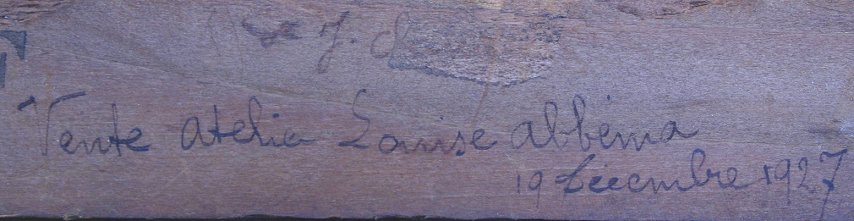 J.
Vente atelier Louise Abbéma
19 décembre 1927